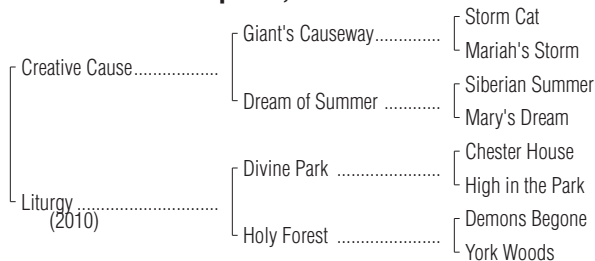 Storm Cat
Giant's Causeway..............
Mariah's Storm
Creative Cause..................
Siberian Summer
Dream of Summer ............
Mary's Dream
Chester House
Divine Park ......................
High in the Park
Liturgy ..............................
(2010)
Demons Begone
Holy Forest ......................
York Woods